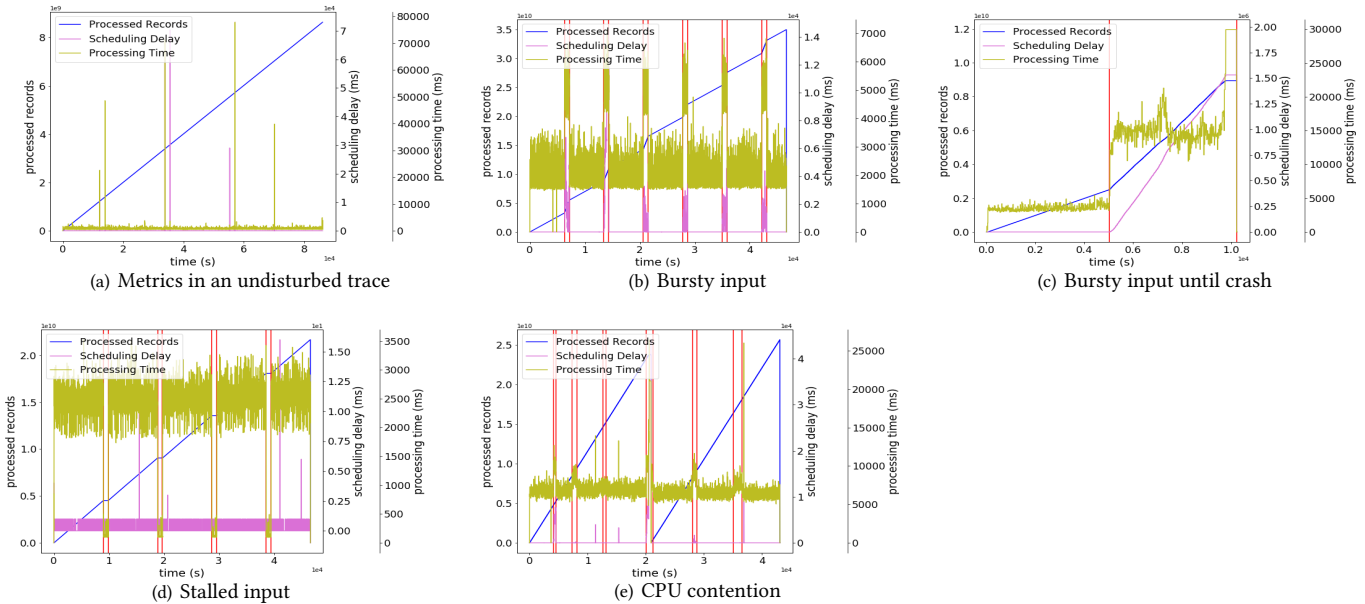 1e9
1e4
Processed Records
Scheduling Delay
Processing Time
processed records
8
6
4
2
0
0
2
4
6
8
time (s)
1e4
scheduling delay (ms)
7
6
5
4
3
2
1
0
processing time (ms)
80000
70000
60000
50000
40000
30000
20000
10000
0
(a) Metrics in an undisturbed trace
1e10
1e4
Processed Records
Scheduling Delay
Processing Time
processed records
3.5
3.0
2.5
2.0
1.5
1.0
0.5
0.0
0
1
2
3
4
time (s)
1e4
scheduling delay (ms)
1.4
1.2
1.0
0.8
0.6
0.4
0.2
0.0
processing time (ms)
7000
6000
5000
4000
3000
2000
1000
0
(b) Bursty input
1e10
1e6
Processed Records
Scheduling Delay
Processing Time
processed records
1.2
1.0
0.8
0.6
0.4
0.2
0.0
0.0
0.2
0.4
0.6
0.8
1.0
time (s)
1e4
scheduling delay (ms)
2.00
1.75
1.50
1.25
1.00
0.75
0.50
0.25
0.00
processing time (ms)
30000
25000
20000
15000
10000
5000
0
(c) Bursty input until crash
1e10
1e1
Processed Records
Scheduling Delay
Processing Time
processed records
2.0
1.5
1.0
0.5
0.0
0
1
2
3
4
time (s)
1e4
scheduling delay (ms)
1.50
1.25
1.00
0.75
0.50
0.25
0.00
processing time (ms)
3500
3000
2500
2000
1500
1000
500
0
(d) Stalled input
1e10
1e4
Processed Records
Scheduling Delay
Processing Time
processed records
2.5
2.0
1.5
1.0
0.5
0.0
0
1
2
3
4
time (s)
1e4
scheduling delay (ms)
4
3
2
1
0
processing time (ms)
25000
20000
15000
10000
5000
0
(e) CPU contention